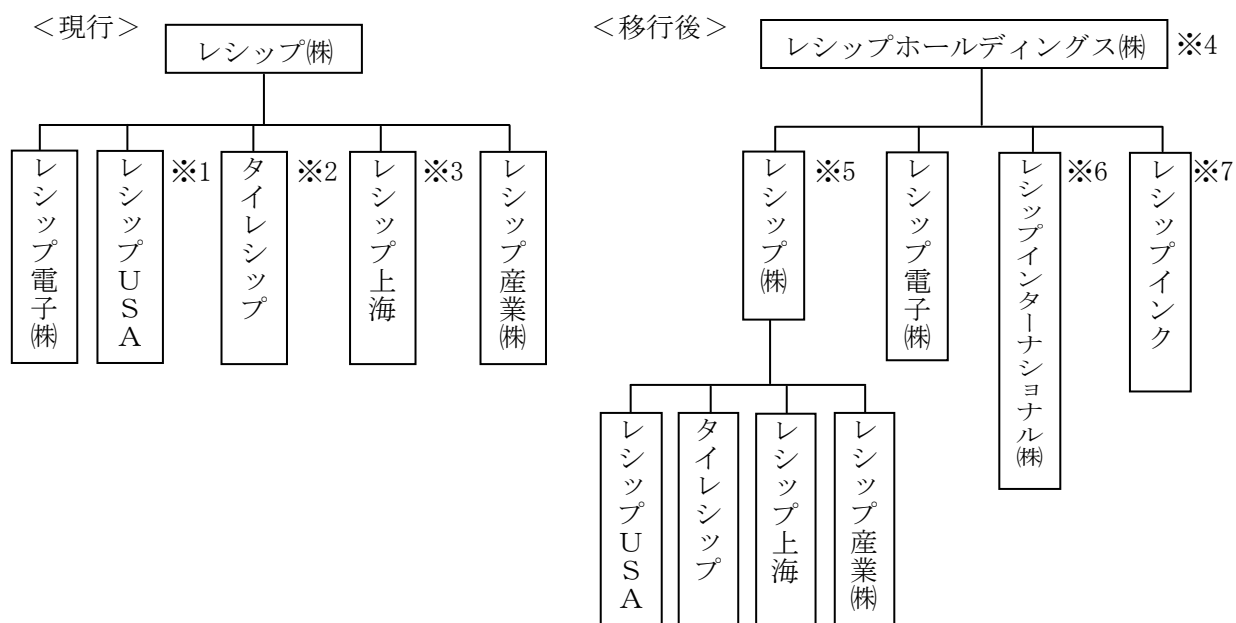 ＜現行＞
レシップ㈱
レシップ電子㈱
レシップＵＳＡ
※1
タイレシップ
※2
レシップ上海
※3
レシップ産業㈱
＜移行後＞
レシップホールディングス㈱
※4
レシップ㈱
※5
レシップ電子㈱
レシップインターナショナル㈱
※6
レシップインク
※7
レシップＵＳＡ
タイレシップ
レシップ上海
レシップ産業㈱